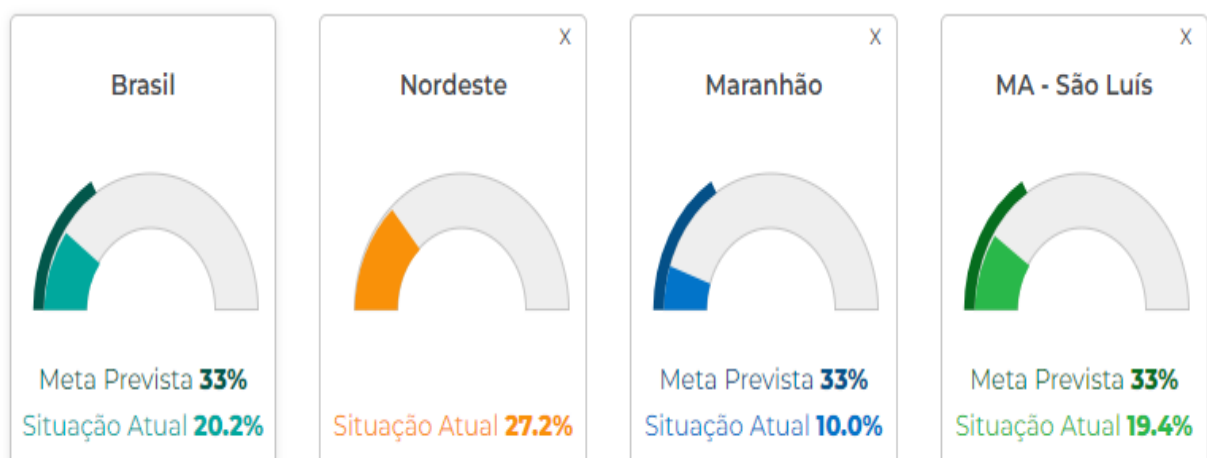 Brasil
Meta Prevista 33%
Situação Atual 20.2%
X
Nordeste
Situação Atual 27.2%
X
Maranhão
Meta Prevista 33%
Situação Atual 10.0%
X
MA - São Luís
Meta Prevista 33%
Situação Atual 19.4%